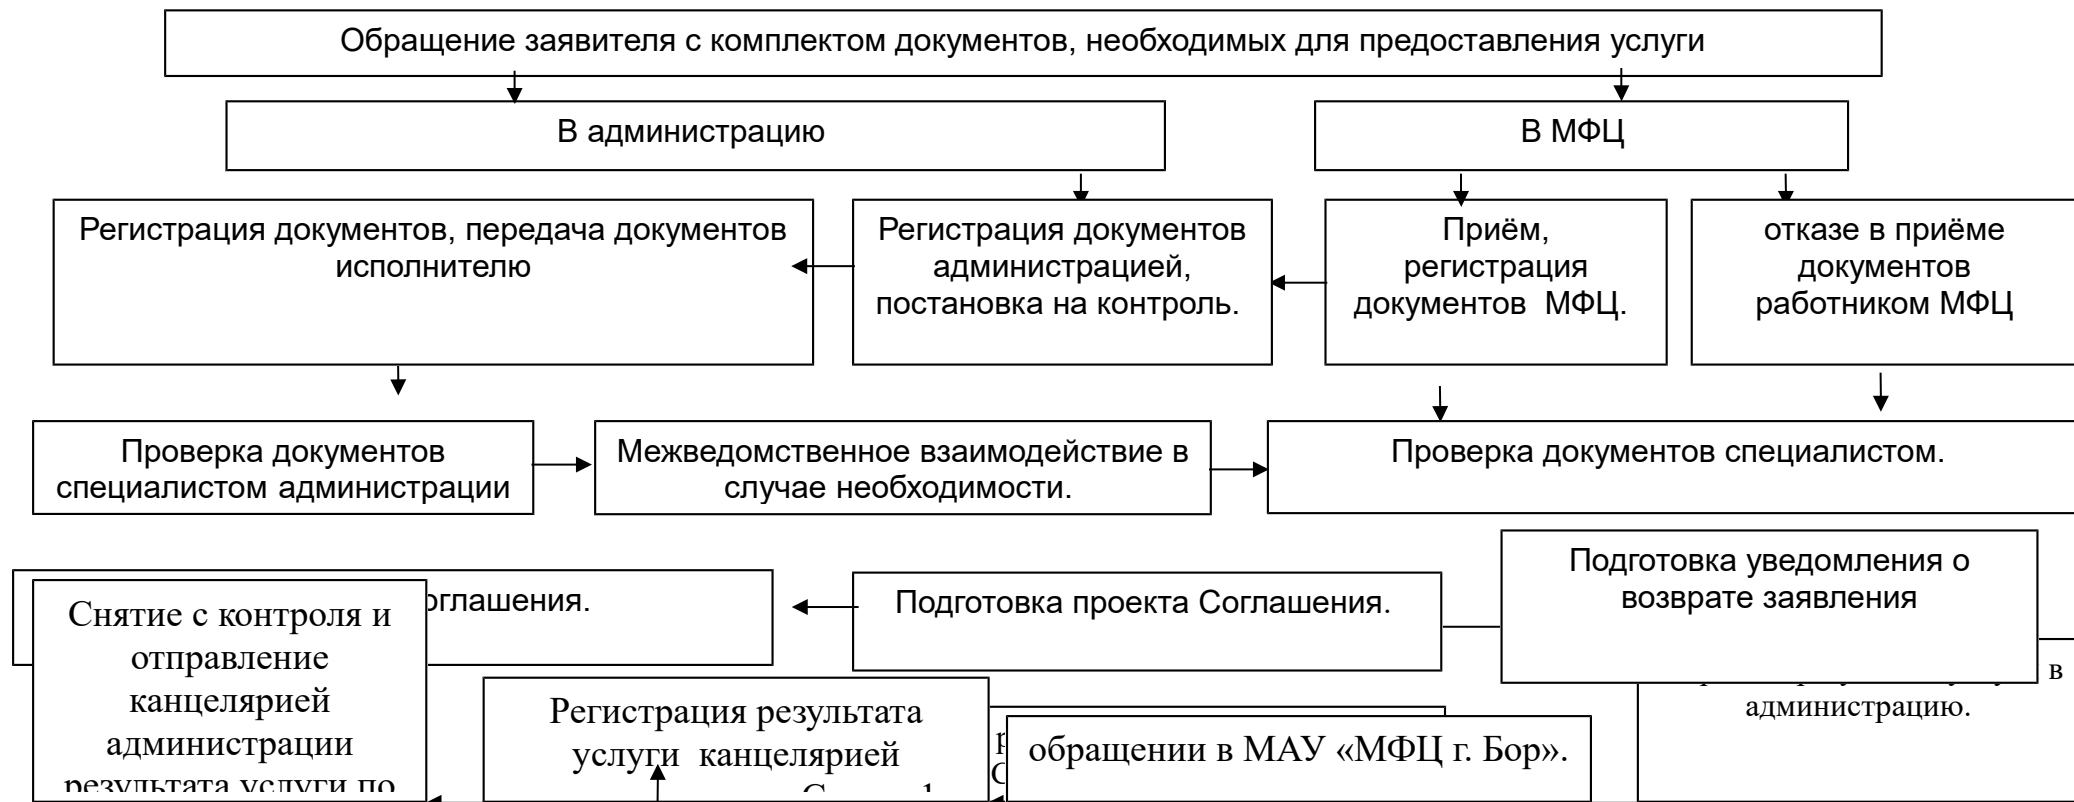 Обращение заявителя с комплектом документов, необходимых для предоставления услуги
В администрацию
В МФЦ
Регистрация документов, передача документов
исполнителю
Регистрация документов
администрацией,
постановка на контроль.
Приём,
регистрация
документов МФЦ.
отказе в приёме
документов
работником МФЦ
Проверка документов
специалистом администрации
Межведомственное взаимодействие в
случае необходимости.
Проверка документов специалистом.
оглашения.
Подготовка проекта Соглашения.
Подготовка уведомления о
возврате заявления
Снятие с контроля и
отправление
канцелярией
администрации
результата услуги по
Регистрация результата
услуги канцелярией
обращении в МАУ «МФЦ г. Бор».
в
администрацию.